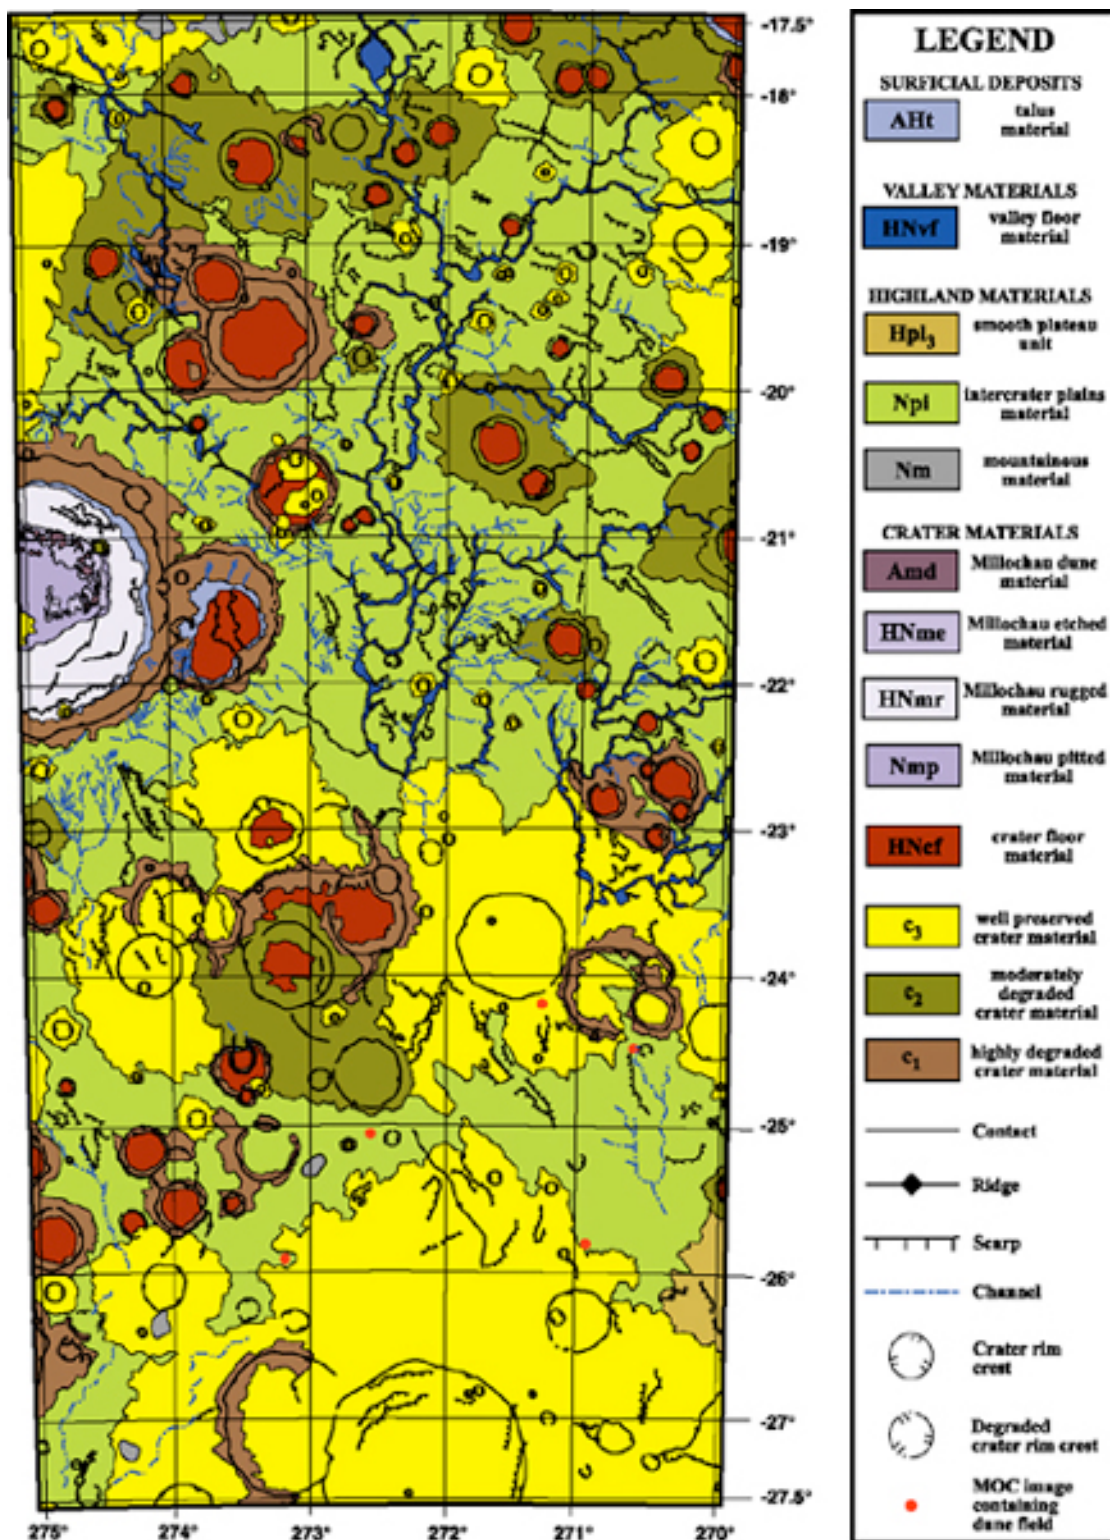 -17.5°
-18°
-19°
-20°
-21°
-22°
-23°
-24°
-25°
-26°
-27°
-27.5°
275°
274°
273°
272°
271°
270°
LEGEND
SURFICIAL DEPOSITS
AHt
talus
material
VALLEY MATERIALS
HNvf
valley floor
material
HIGHLAND MATERIALS
Hpl3
smooth plateau
unit
Npl
intercrater plains
material
Nm
mountainous
material
CRATER MATERIALS
Amd
Millochau dune
material
HNme
Millochau etched
material
HNmr
Millochau rugged
material
Nmp
Millochau pitted
material
HNcf
crater floor
material
c3
well preserved
crater material
c2
moderately
degraded
crater material
c1
highly degraded
crater material
Contact
Ridge
Scarp
Channel
Crater rim
crest
Degraded
crater rim crest
MOC image
containing
dune field